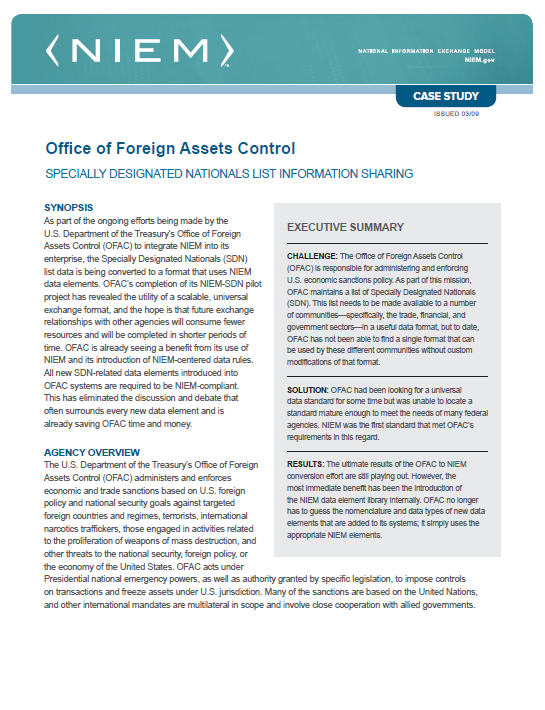 〈NIEM〉
NATIONAL INFORMATION EXCHANGE MODEL
NIEM.gov
CASE STUDY
ISSUED 03/09
Office of Foreign Assets Control
SPECIALLY DESIGNATED NATIONALS LIST INFORMATION SHARING
SYNOPSIS
As part of the ongoing efforts being made by the
U.S. Department of the Treasury's Office of Foreign
Assets Control (OFAC) to integrate NIEM into its
enterprise, the Specially Designated Nationals (SDN)
list data is being converted to a format that uses NIEM
data elements. OFAC's completion of its NIEM-SDN pilot
project has revealed the utility of a scalable, universal
exchange format, and the hope is that future exchange
relationships with other agencies will consume fewer
resources and will be completed in shorter periods of
time. OFAC is already seeing a benefit from its use of
NIEM and its introduction of NIEM-centered data rules.
All new SDN-related data elements introduced into
OFAC systems are required to be NIEM-compliant.
This has eliminated the discussion and debate that
often surrounds every new data element and is
already saving OFAC time and money.
AGENCY OVERVIEW
The U.S. Department of the Treasury's Office of Foreign
Assets Control (OFAC) administers and enforces
economic and trade sanctions based on U.S. foreign
policy and national security goals against targeted
foreign countries and regimes, terrorists, international
narcotics traffickers, those engaged in activities related
to the proliferation of weapons of mass destruction, and
other threats to the national security, foreign policy, or
the economy of the United States. OFAC acts under
Presidential national emergency powers, as well as authority granted by specific legislation, to impose controls
on transactions and freeze assets under U.S. jurisdiction. Many of the sanctions are based on the United Nations,
and other international mandates are multilateral in scope and involve close cooperation with allied governments.
EXECUTIVE SUMMARY
CHALLENGE: The Office of Foreign Assets Control
(OFAC) is responsible for administering and enforcing
U.S. economic sanctions policy. As part of this mission,
OFAC maintains a list of Specially Designated Nationals
(SDN). This list needs to be made available to a number
of communities—specifically, the trade, financial, and
government sectors—in a useful data format, but to date,
OFAC has not been able to find a single format that can
be used by these different communities without custom
modifications of that format.
SOLUTION: OFAC had been looking for a universal
data standard for some time but was unable to locate a
standard mature enough to meet the needs of many federal
agencies. NIEM was the first standard that met OFAC's
requirements in this regard.
RESULTS: The ultimate results of the OFAC to NIEM
conversion effort are still playing out. However, the
most immediate benefit has been the introduction of
the NIEM data element library internally. OFAC no longer
has to guess the nomenclature and data types of new data
elements that are added to its systems; it simply uses the
appropriate NIEM elements.